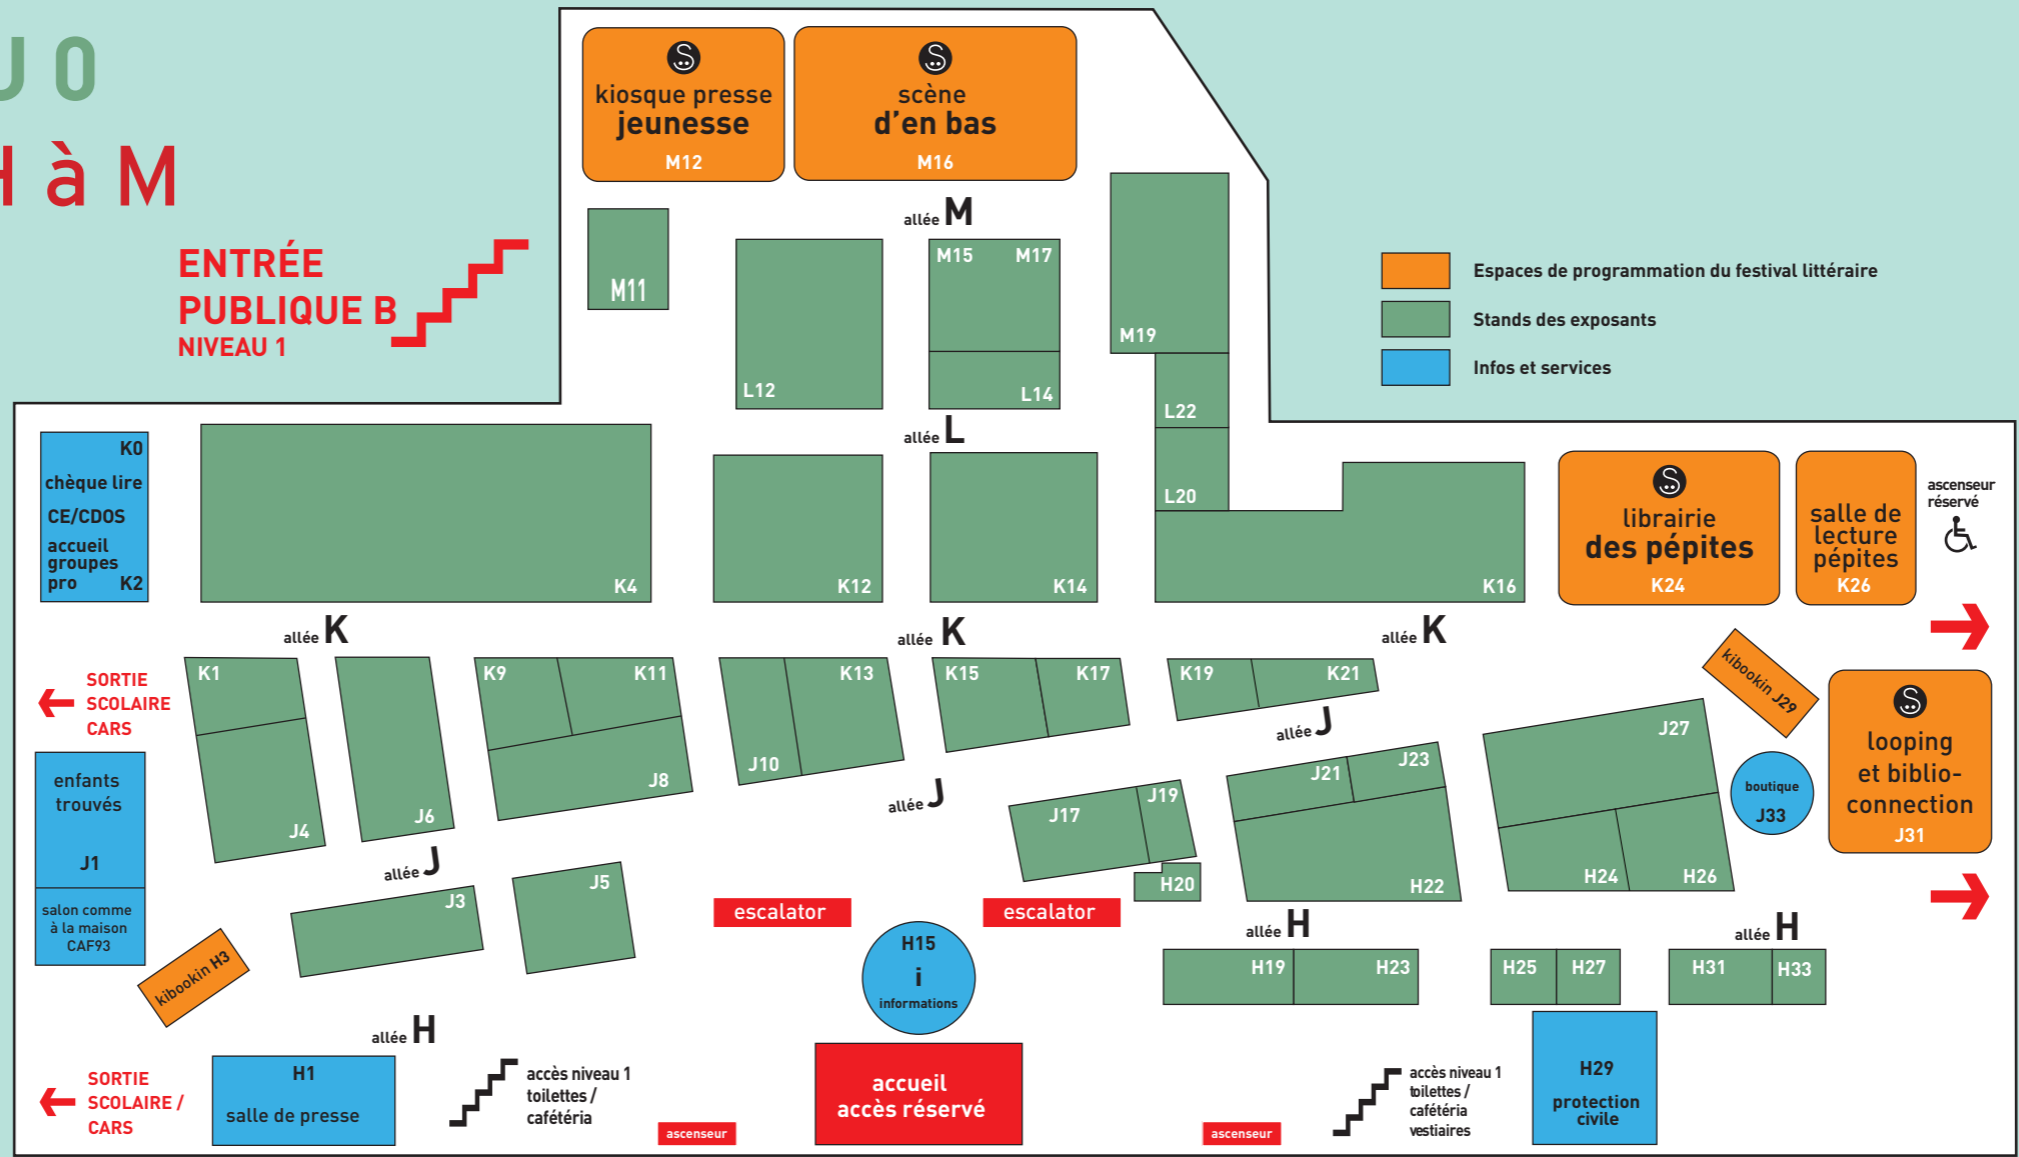 U 0
H à M
ENTRÉE
PUBLIQUE B
NIVEAU 1
kiosque presse
jeunesse
M12
scène
d'en bas
M16
allée M
M11
M15 M17
M19
L12
L14
L22
L20
allée L
Espaces de programmation du festival littéraire
Stands des exposants
Infos et services
K0
chèque lire
CE/CDOS
accueil
groupes
pro K2
K4
K12
K14
K16
librairie
des pépites
K24
salle de
lecture
pépites
K26
ascenseur
réservé
allée K
allée K
allée K
SORTIE
SCOLAIRE
CARS
K1
K9
K11
K13
K15
K17
K19
K21
J4
J6
J8
J10
allée J
allée J
allée J
J17
J19
J21
J23
J27
kibookin J29
boutique
J33
looping
et biblio-
connection
J31
enfants
trouvés
J1
salon comme
à la maison
CAF93
kibookin H3
J3
J5
escalator
escalator
H20
H22
H24
H26
H15
i
informations
allée H
allée H
allée H
H19
H23
H25
H27
H31
H33
SORTIE
SCOLAIRE /
CARS
H1
salle de presse
accès niveau 1
toilettes /
cafétéria
ascenseur
accueil
accès réservé
ascenseur
accès niveau 1
toilettes /
cafétéria
vestiaires
H29
protection
civile